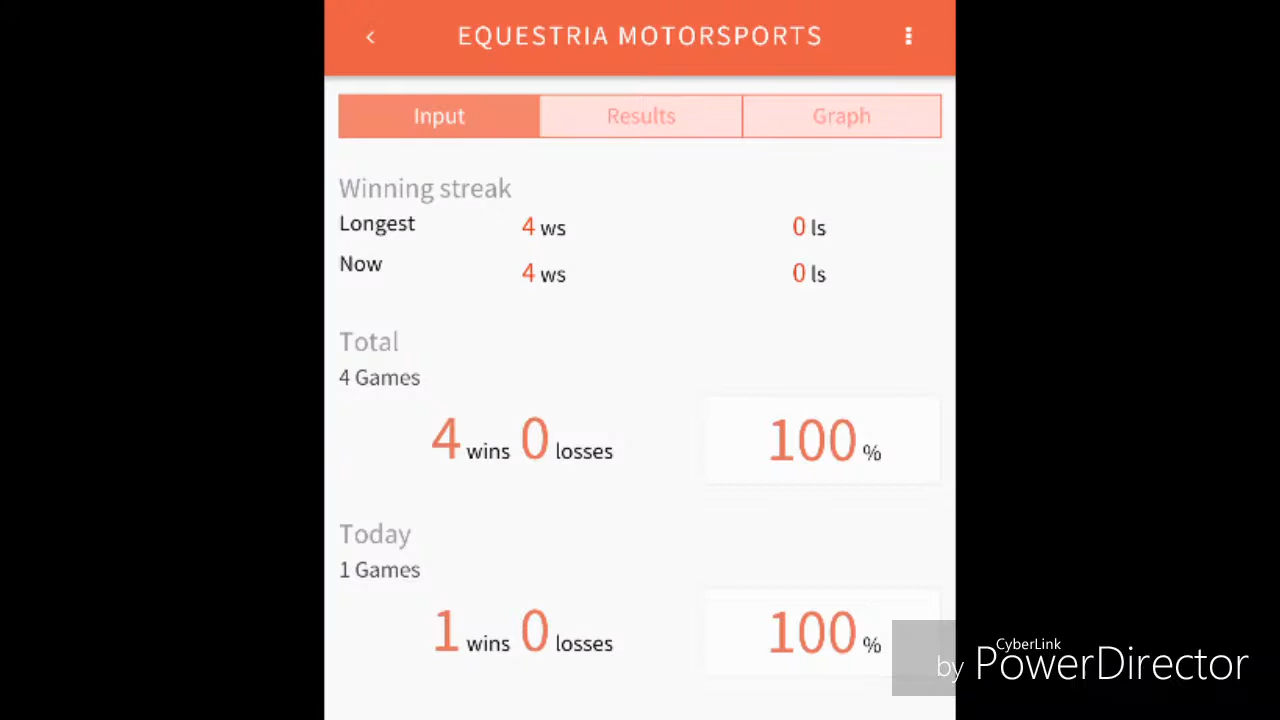 EQUESTRIA MOTORSPORTS
Input Results Graph
Winning streak
Longest 4 ws 0 ls
Now 4 ws 0 ls
Total
4 Games
4 wins 0 losses 100 %
Today
1 Games
1 wins 0 losses 100 %
CyberLink
by PowerDirector